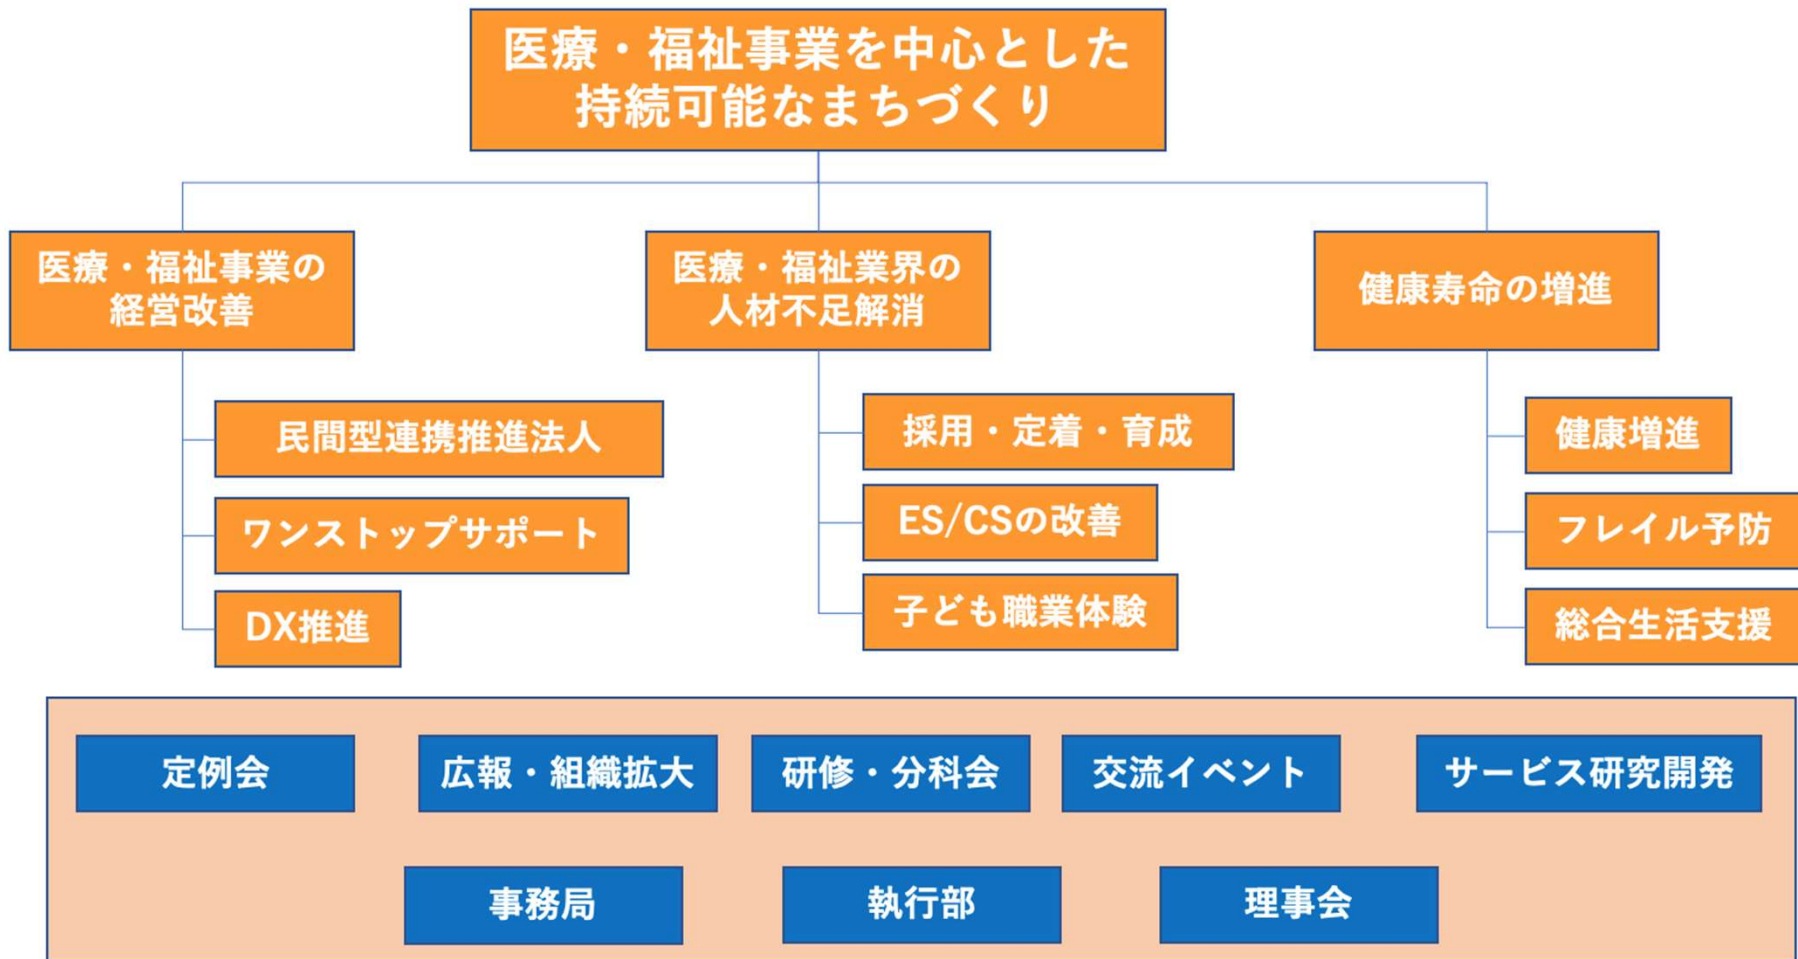 医療・福祉事業を中心とした
持続可能なまちづくり
医療・福祉事業の
経営改善
民間型連携推進法人
ワンストップサポート
DX推進
医療・福祉業界の
人材不足解消
採用・定着・育成
ES/CSの改善
子ども職業体験
健康寿命の増進
健康増進
フレイル予防
総合生活支援
定例会
広報・組織拡大
研修・分科会
交流イベント
サービス研究開発
事務局
執行部
理事会